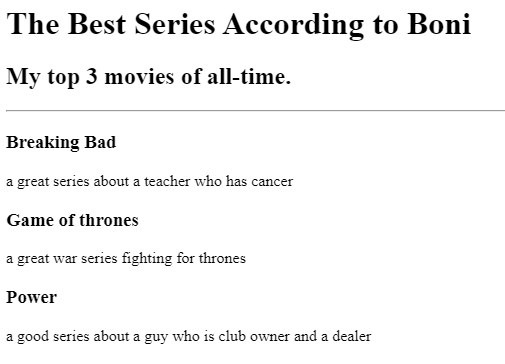 The Best Series According to Boni
My top 3 movies of all-time.
Breaking Bad
a great series about a teacher who has cancer
Game of thrones
a great war series fighting for thrones
Power
a good series about a guy who is club owner and a dealer